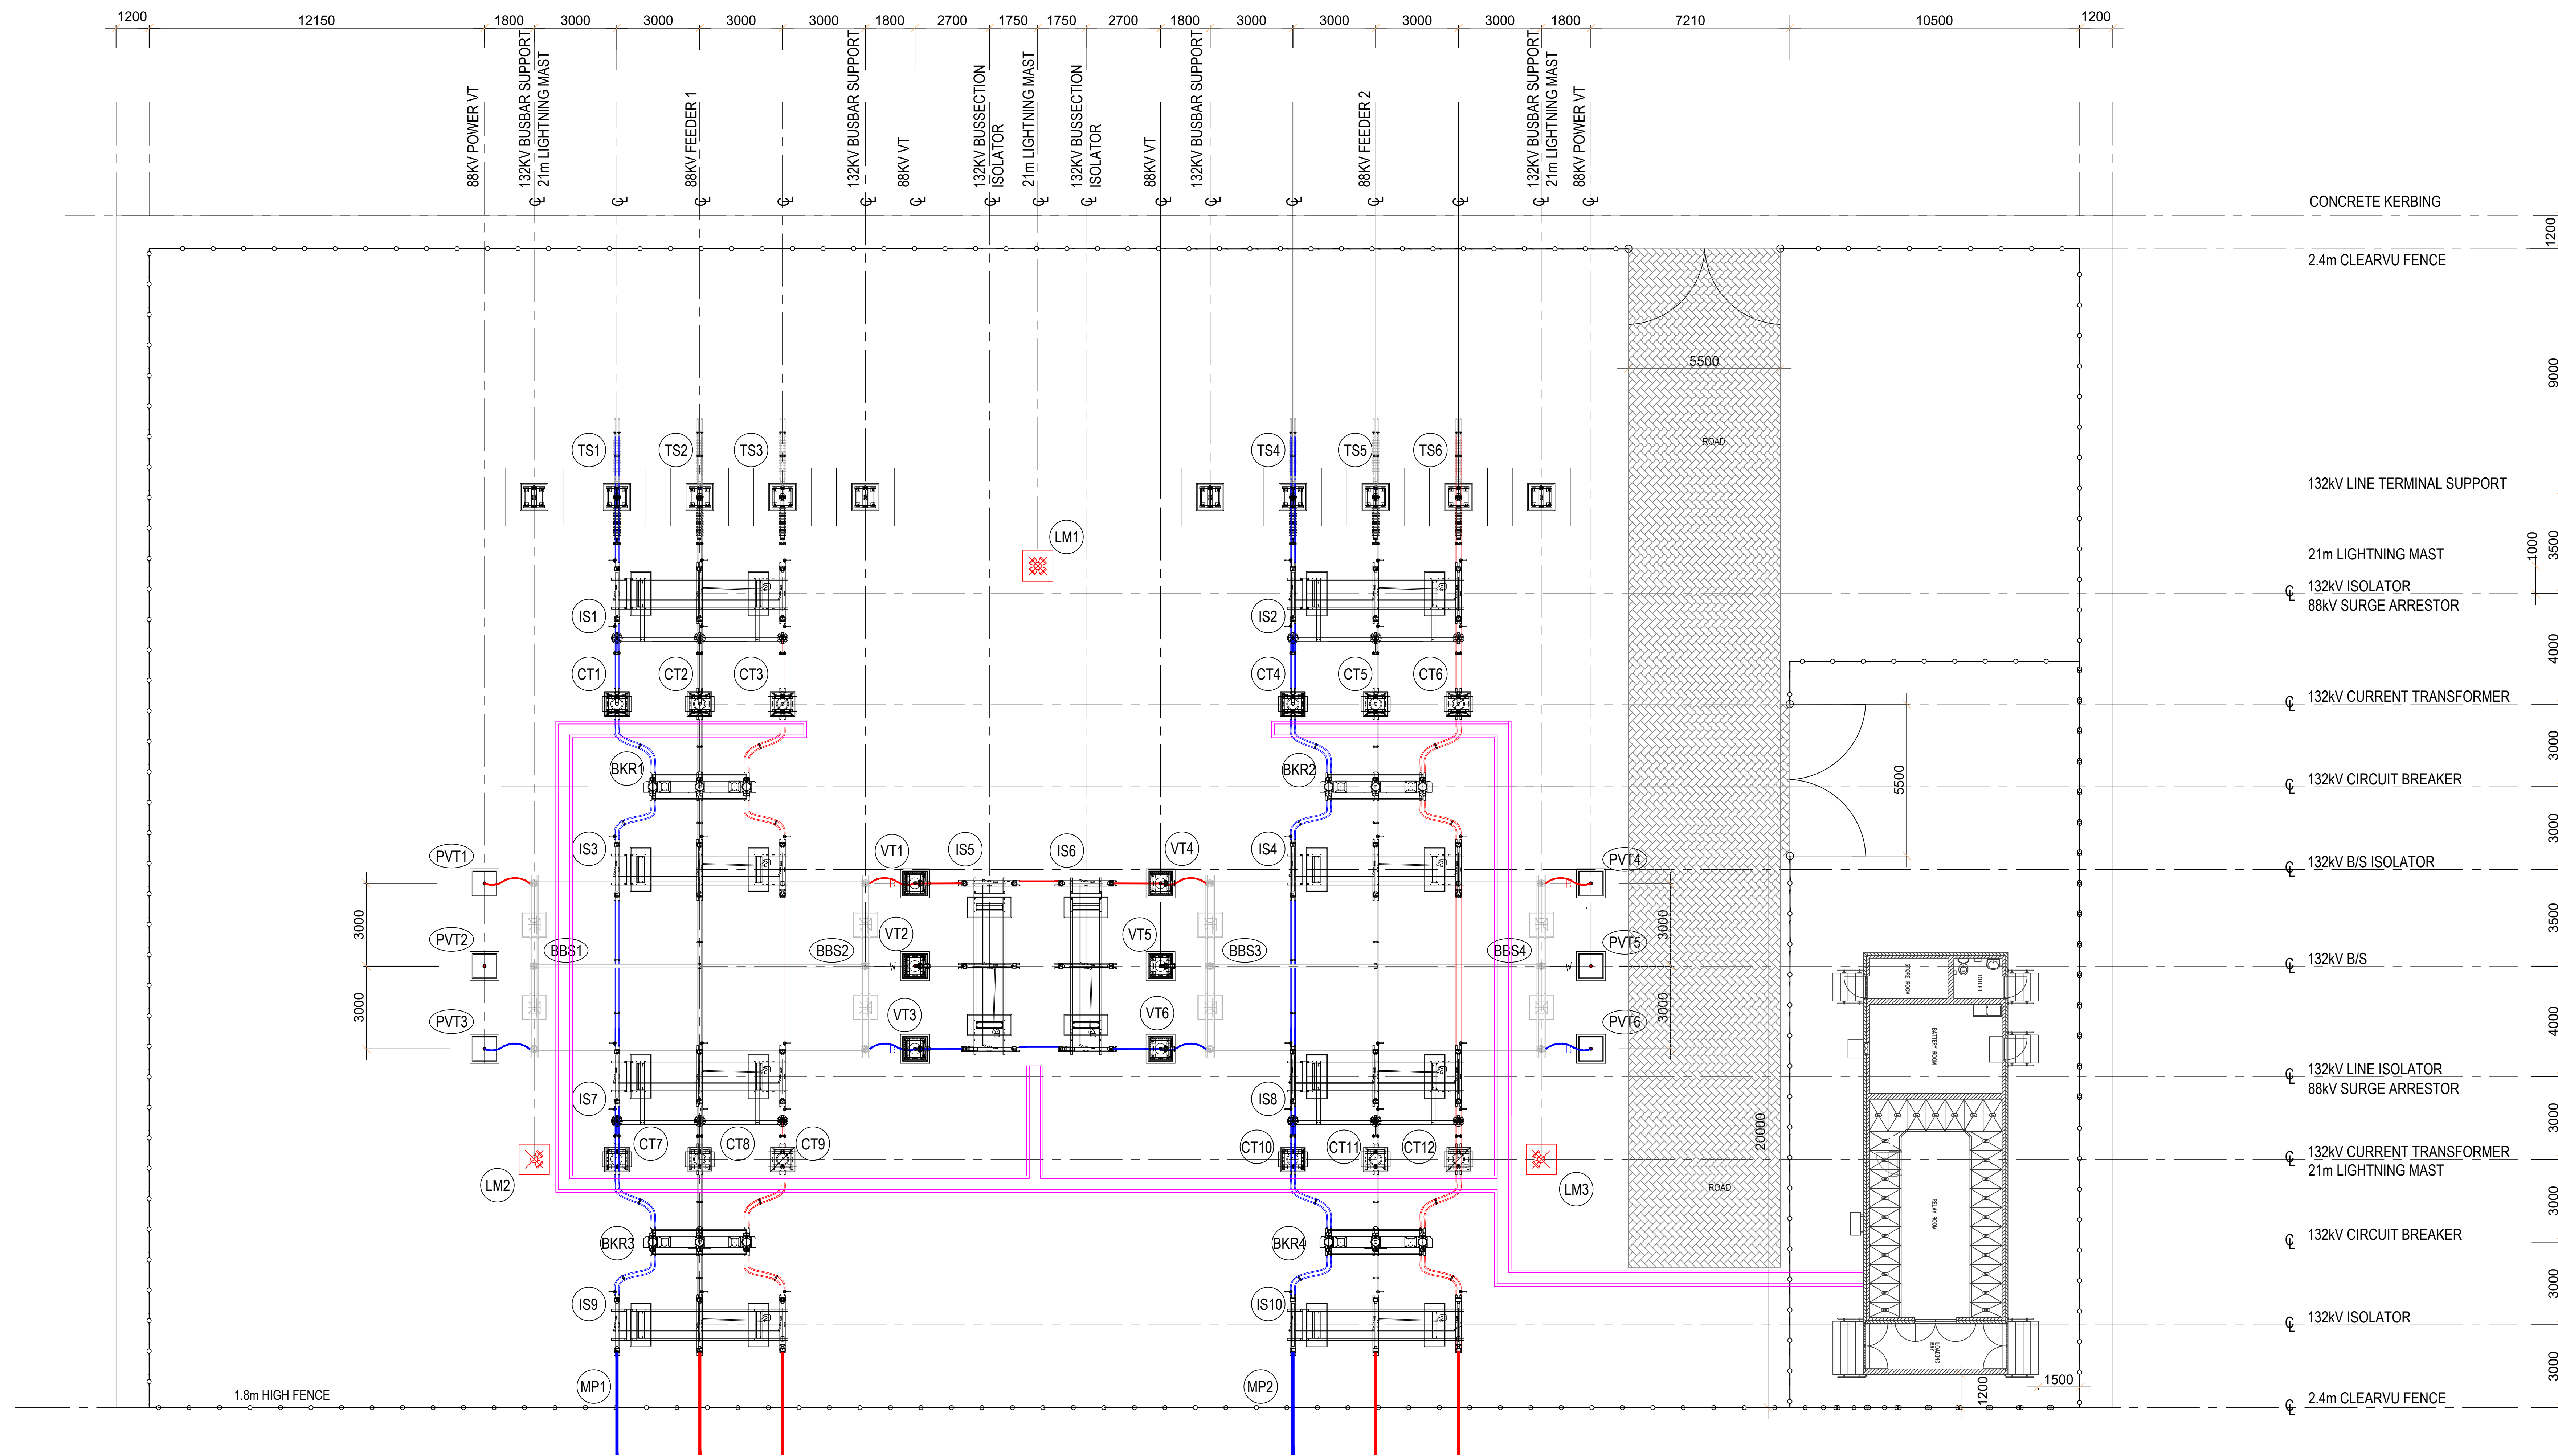 1200
12150
1800
3000
3000
3000
3000
1800
2700
1750
1750
2700
1800
3000
3000
3000
3000
1800
7210
10500
1200
88KV POWER VT
132KV BUSBAR SUPPORT
21m LIGHTNING MAST
88KV FEEDER 1
132KV BUSBAR SUPPORT
88KV VT
132KV BUSSECTION
ISOLATOR
21m LIGHTNING MAST
132KV BUSSECTION
ISOLATOR
88KV VT
132KV BUSBAR SUPPORT
88KV FEEDER 2
132KV BUSBAR SUPPORT
21m LIGHTNING MAST
88KV POWER VT
CONCRETE KERBING
1200
2.4m CLEARVU FENCE
5500
9000
ROAD
TS1
TS2
TS3
TS4
TS5
TS6
132kV LINE TERMINAL SUPPORT
LM1
3500
1000
21m LIGHTNING MAST
132kV ISOLATOR
88kV SURGE ARRESTOR
IS1
IS2
4000
CT1
CT2
CT3
CT4
CT5
CT6
132kV CURRENT TRANSFORMER
3000
BKR1
BKR2
5500
132kV CIRCUIT BREAKER
3000
PVT1
IS3
VT1
IS5
IS6
VT4
IS4
PVT4
132kV B/S ISOLATOR
R
R
3000
3000
3500
PVT2
BBS1
BBS2
VT2
VT5
BBS3
BBS4
PVT5
W
W
132kV B/S
STORE ROOM
TOILET
3000
3000
4000
PVT3
VT3
VT6
PVT6
B
B
BATTERY ROOM
132kV LINE ISOLATOR
88kV SURGE ARRESTOR
IS7
IS8
3000
20000
CT7
CT8
CT9
CT10
CT11
CT12
132kV CURRENT TRANSFORMER
21m LIGHTNING MAST
LM2
LM3
ROAD
RELAY ROOM
3000
BKR3
BKR4
132kV CIRCUIT BREAKER
3000
IS9
IS10
132kV ISOLATOR
LOADING
BAY
3000
MP1
MP2
1.8m HIGH FENCE
1200
1500
2.4m CLEARVU FENCE